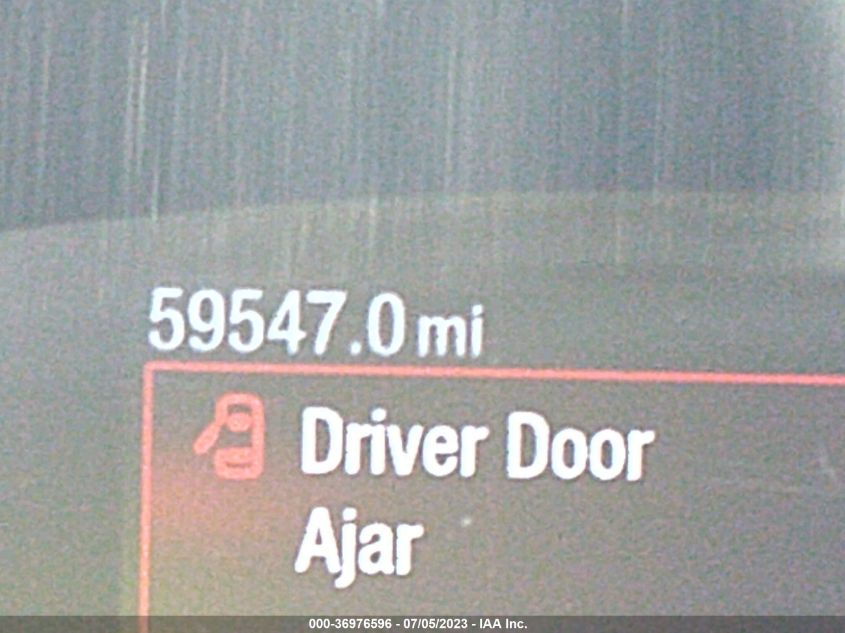 59547.0 mi
Driver Door
Ajar
000-36976596 - 07/05/2023 - IAA Inc.